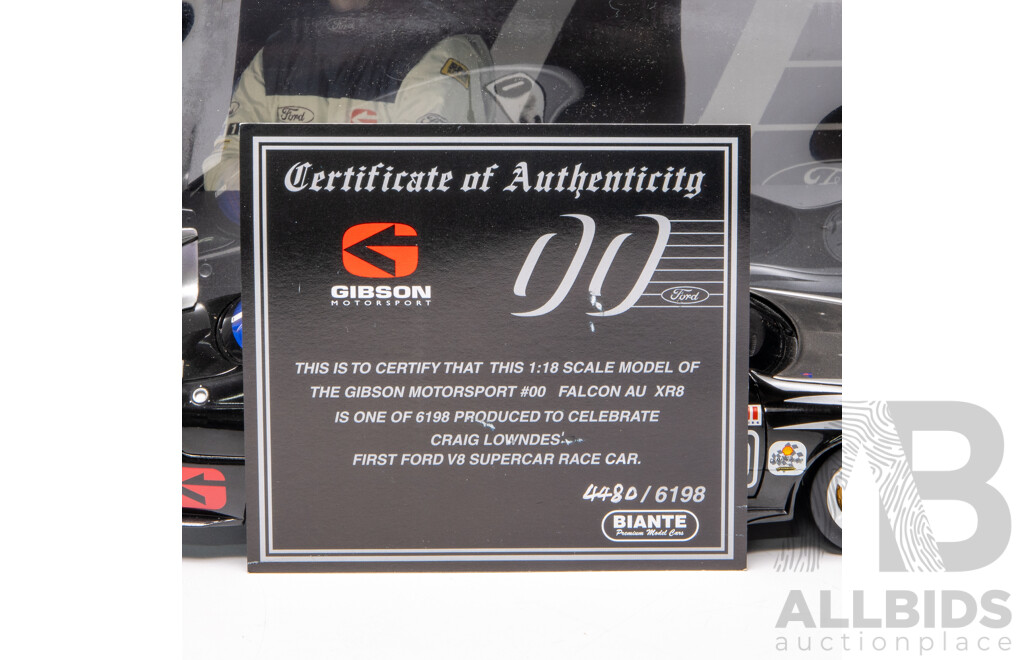 Ford
Certificate of Authenticity
00
GIBSON
MOTORSPORT
Ford
THIS IS TO CERTIFY THAT THIS 1:18 SCALE MODEL OF
THE GIBSON MOTORSPORT #00 FALCON AU XR8
IS ONE OF 6198 PRODUCED TO CELEBRATE
CRAIG LOWNDES'
FIRST FORD V8 SUPERCAR RACE CAR.
4480/6198
BIANTE
Premium Model Cars
AB
ALLBIDS
auctionplace